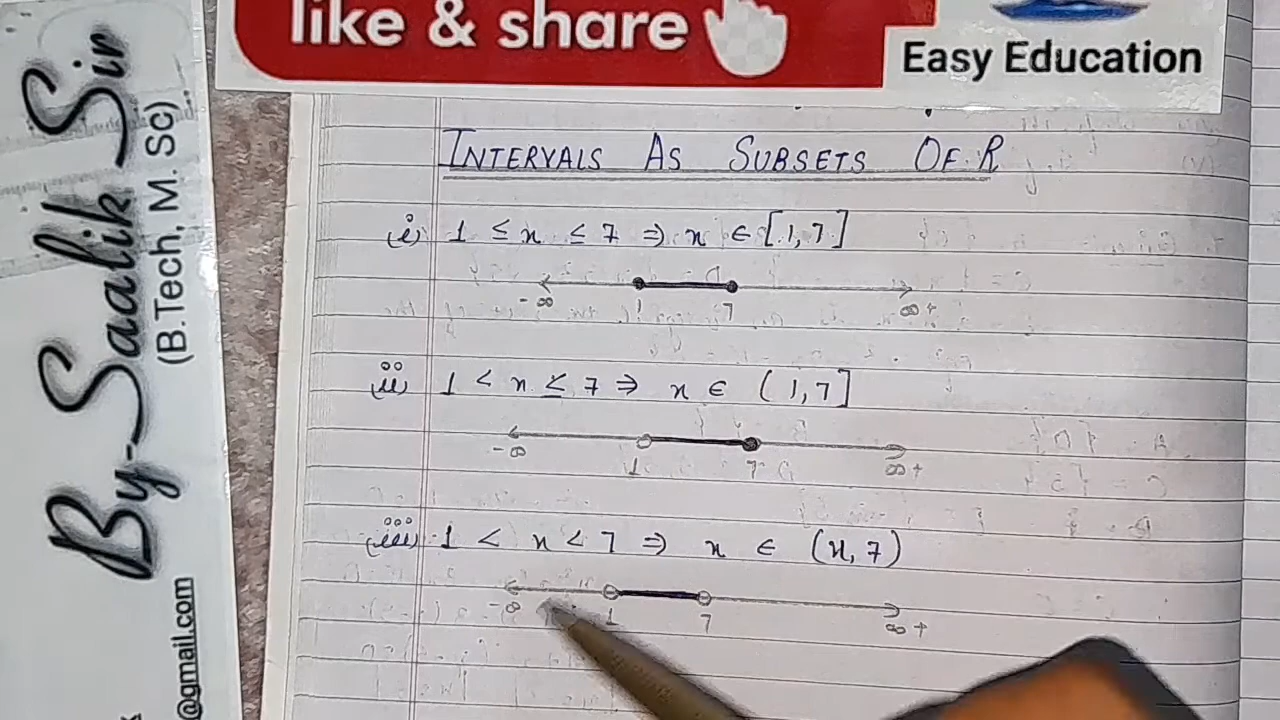 like & share
Easy Education
By-Saalik Sir
(B.Tech, M. SC)
@gmail.com
INTERVALS AS SUBSETS OF R
(i) 1 ≤ x ≤ 7 ⇒ x ∈ [1, 7]
-∞ 1 7 ∞+
(ii) 1 < x ≤ 7 ⇒ x ∈ (1, 7]
-∞ 1 7 ∞+
(iii) 1 < x < 7 ⇒ x ∈ (x, 7)
-∞ 1 7 ∞+